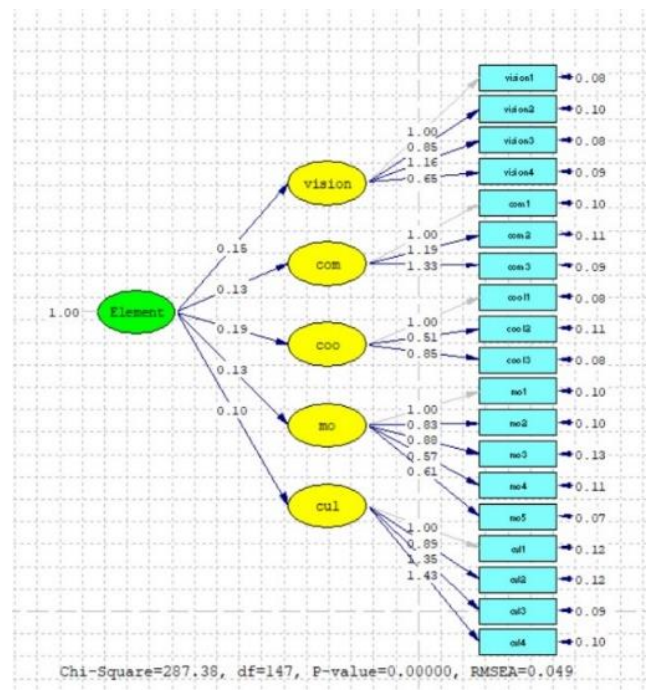 vision1 0.08
vision2 0.10
1.00
0.85
vision3 0.08
1.16
vision4 0.09
0.65
vision
com1 0.10
1.00
com2 0.11
1.19
com3 0.09
1.33
0.15
com
cool1 0.08
0.13
1.00
cool2 0.11
0.51
1.00 Element
0.19
coo
cool3 0.08
0.85
0.13
mo1 0.10
1.00
mo2 0.10
0.83
0.10
mo
mo3 0.13
0.88
mo4 0.11
0.57
mo5 0.07
0.61
cul
cul1 0.12
1.00
cul2 0.12
0.89
cul3 0.09
1.35
cul4 0.10
1.43
Chi-Square=287.38, df=147, P-value=0.00000, RMSEA=0.049